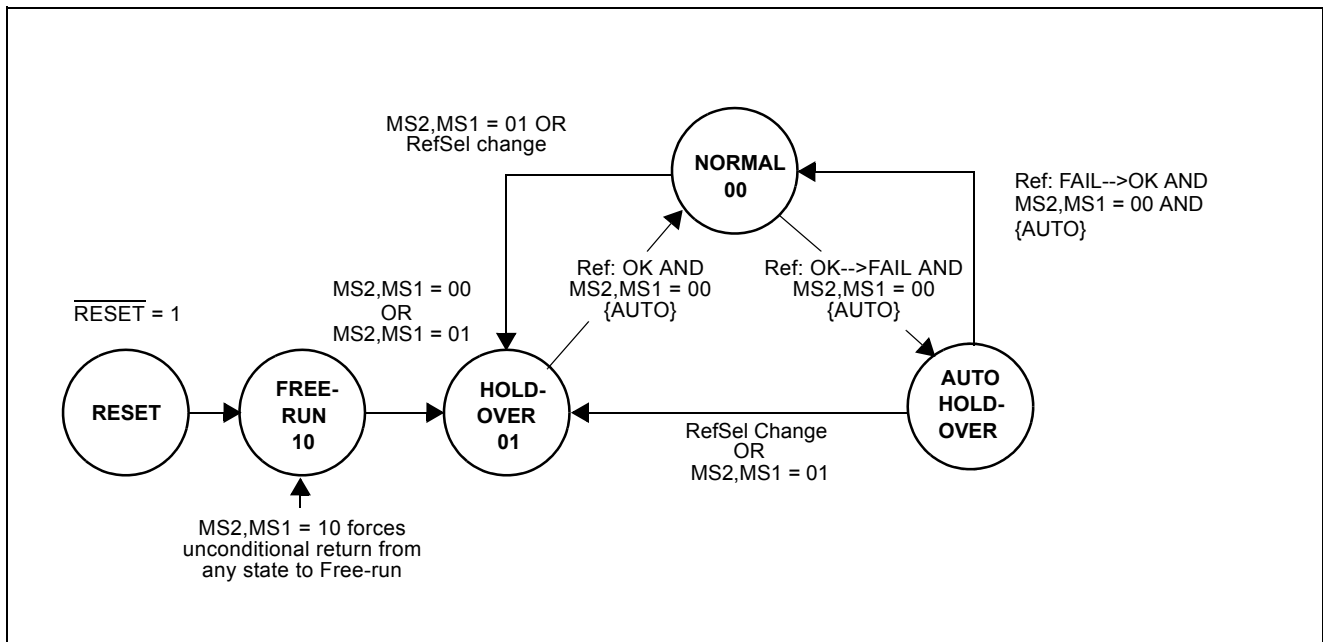 MS2,MS1 = 01 OR
RefSel change
NORMAL
00
Ref: FAIL-->OK AND
MS2,MS1 = 00 AND
{AUTO}
Ref: OK AND
MS2,MS1 = 00
{AUTO}
Ref: OK-->FAIL AND
MS2,MS1 = 00
{AUTO}
RESET = 1
MS2,MS1 = 00
OR
MS2,MS1 = 01
RESET
FREE-
RUN
10
HOLD-
OVER
01
AUTO
HOLD-
OVER
RefSel Change
OR
MS2,MS1 = 01
MS2,MS1 = 10 forces
unconditional return from
any state to Free-run